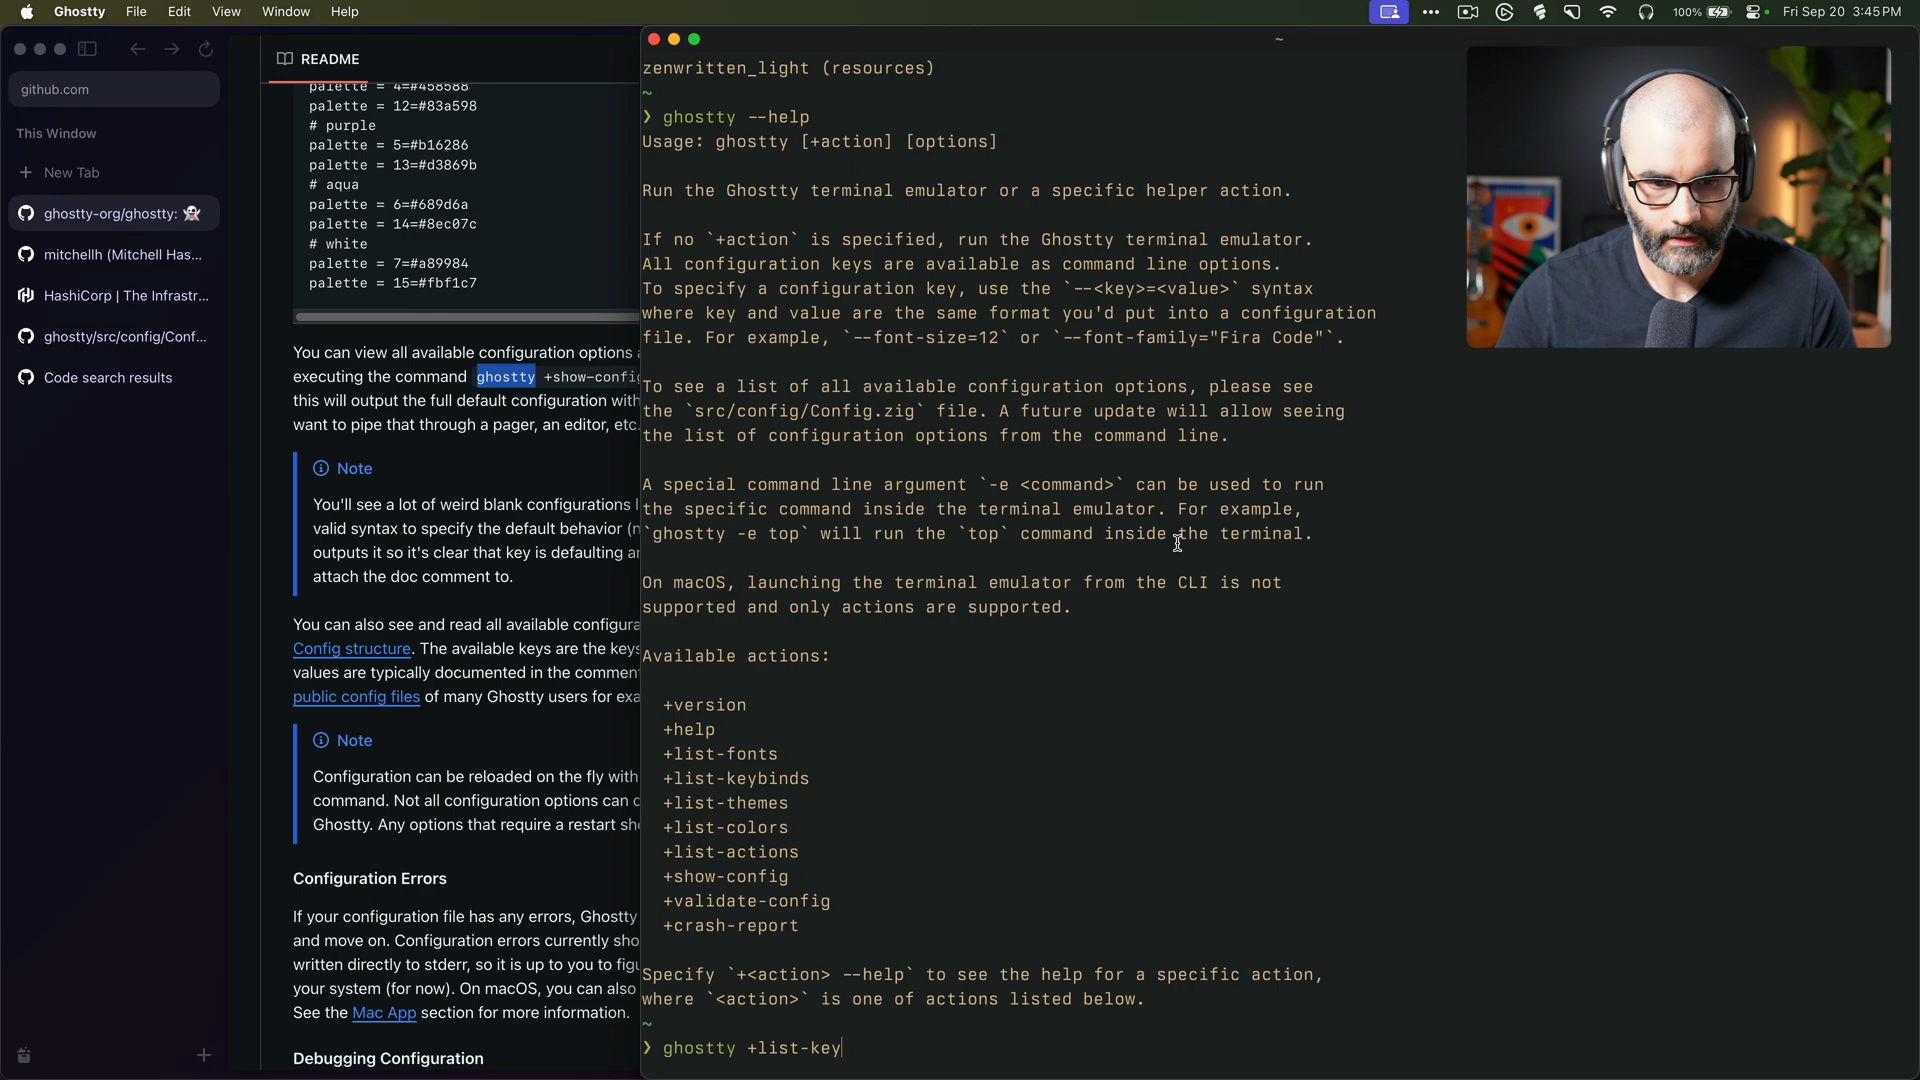 Ghostty File Edit View Window Help
100% Fri Sep 20 3:45 PM
github.com
This Window
New Tab
ghostty-org/ghostty: 👻
mitchellh (Mitchell Has...
HashiCorp | The Infrastr...
ghostty/src/config/Conf...
Code search results
README
palette = 4=#458588
palette = 12=#83a598
# purple
palette = 5=#b16286
palette = 13=#d3869b
# aqua
palette = 6=#689d6a
palette = 14=#8ec07c
# white
palette = 7=#a89984
palette = 15=#fbf1c7
You can view all available configuration options
executing the command ghostty +show-config
this will output the full default configuration with
want to pipe that through a pager, an editor, etc.
Note
You'll see a lot of weird blank configurations
valid syntax to specify the default behavior
outputs it so it's clear that key is defaulting
attach the doc comment to.
You can also see and read all available configura
Config structure. The available keys are the keys
values are typically documented in the commen
public config files of many Ghostty users for exa
Note
Configuration can be reloaded on the fly with
command. Not all configuration options can
Ghostty. Any options that require a restart sh
Configuration Errors
If your configuration file has any errors, Ghostty
and move on. Configuration errors currently sho
written directly to stderr, so it is up to you to figu
your system (for now). On macOS, you can also
See the Mac App section for more information.
Debugging Configuration
~
zenwritten_light (resources)
~
❯ ghostty --help
Usage: ghostty [+action] [options]
Run the Ghostty terminal emulator or a specific helper action.
If no `+action` is specified, run the Ghostty terminal emulator.
All configuration keys are available as command line options.
To specify a configuration key, use the `--<key>=<value>` syntax
where key and value are the same format you'd put into a configuration
file. For example, `--font-size=12` or `--font-family="Fira Code"`.
To see a list of all available configuration options, please see
the `src/config/Config.zig` file. A future update will allow seeing
the list of configuration options from the command line.
A special command line argument `-e <command>` can be used to run
the specific command inside the terminal emulator. For example,
`ghostty -e top` will run the `top` command inside the terminal.
On macOS, launching the terminal emulator from the CLI is not
supported and only actions are supported.
Available actions:
+version
+help
+list-fonts
+list-keybinds
+list-themes
+list-colors
+list-actions
+show-config
+validate-config
+crash-report
Specify `+<action> --help` to see the help for a specific action,
where `<action>` is one of actions listed below.
~
❯ ghostty +list-key